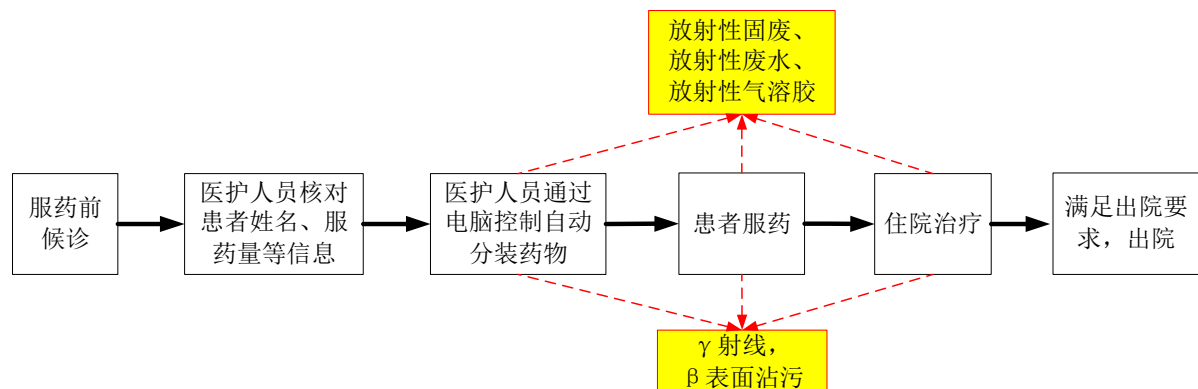 放射性固废、
放射性废水、
放射性气溶胶
服药前
候诊
医护人员核对
患者姓名、服
药量等信息
医护人员通过
电脑控制自动
分装药物
患者服药
住院治疗
满足出院要
求，出院
γ射线，
β表面沾污